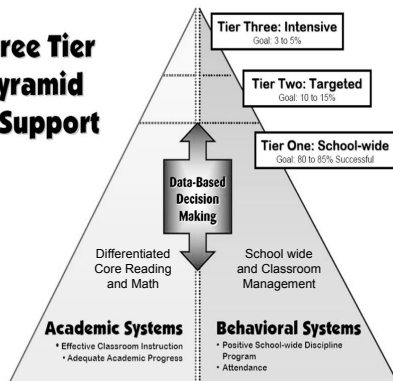 ree Tier
yramid
Support
Tier Three: Intensive
Goal: 3 to 5%
Tier Two: Targeted
Goal: 10 to 15%
Tier One: School-wide
Goal: 80 to 85% Successful
Data-Based
Decision
Making
Differentiated
Core Reading
and Math
School wide
and Classroom
Management
Academic Systems
• Effective Classroom Instruction
• Adequate Academic Progress
Behavioral Systems
• Positive School-wide Discipline
Program
• Attendance